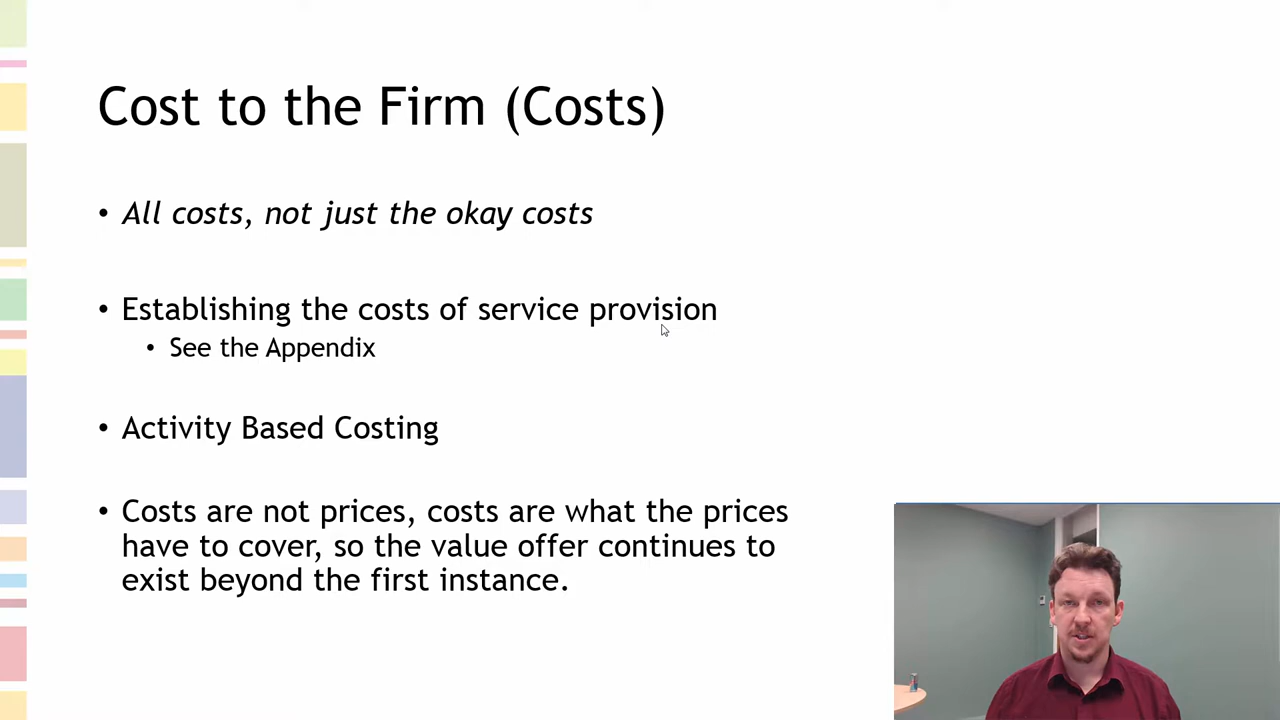 Cost to the Firm (Costs)
• All costs, not just the okay costs
• Establishing the costs of service provision
• See the Appendix
• Activity Based Costing
• Costs are not prices, costs are what the prices
have to cover, so the value offer continues to
exist beyond the first instance.